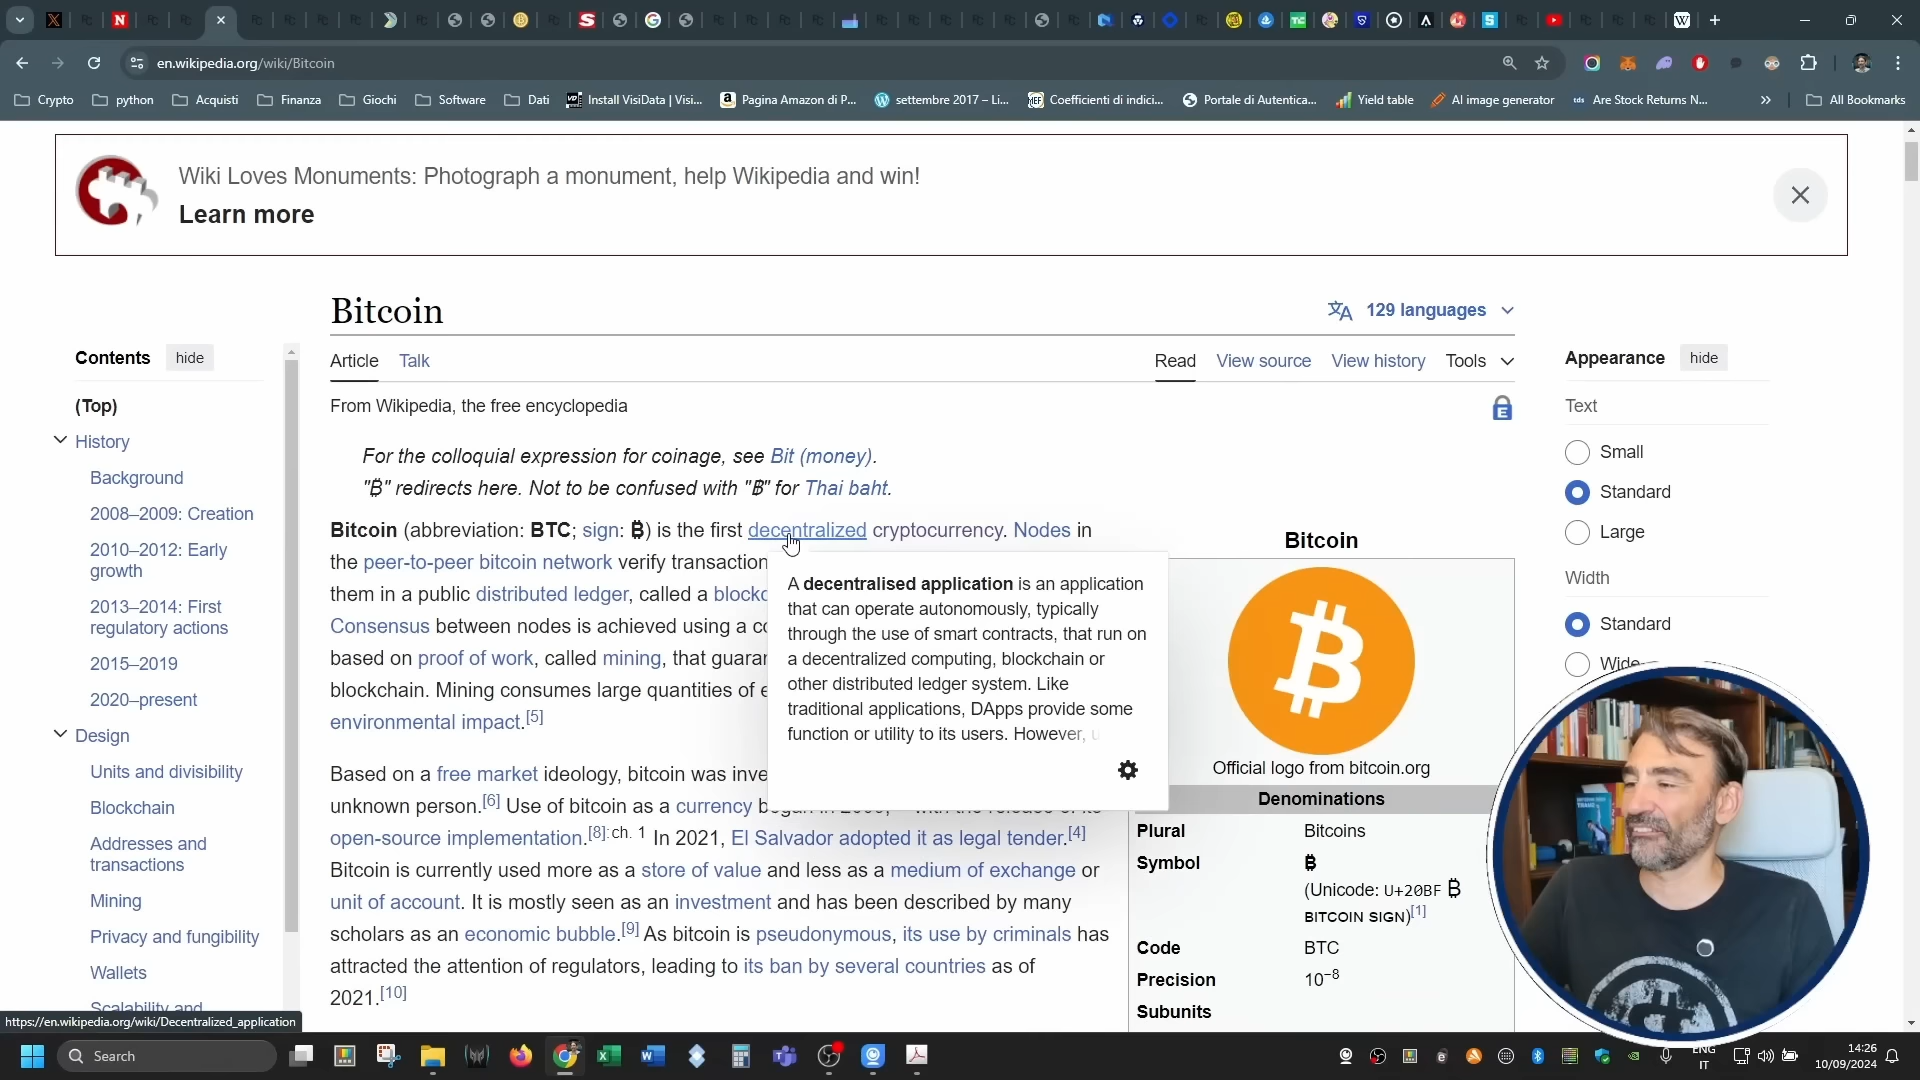 en.wikipedia.org/wiki/Bitcoin
Crypto
python
Acquisti
Finanza
Giochi
Software
Dati
Install VisiData | Visi...
Pagina Amazon di P...
settembre 2017 – Li...
Coefficienti di indici...
Portale di Autentica...
Yield table
AI image generator
Are Stock Returns N...
All Bookmarks
Wiki Loves Monuments: Photograph a monument, help Wikipedia and win!
Learn more
Bitcoin
129 languages
Contents hide
Article Talk
Read View source View history Tools
Appearance hide
(Top)
From Wikipedia, the free encyclopedia
Text
History
For the colloquial expression for coinage, see Bit (money).
Small
Background
"₿" redirects here. Not to be confused with "฿" for Thai baht.
Standard
2008–2009: Creation
Bitcoin (abbreviation: BTC; sign: ₿) is the first decentralized cryptocurrency. Nodes in
Large
2010–2012: Early
growth
the peer-to-peer bitcoin network verify transaction
Bitcoin
Width
them in a public distributed ledger, called a blockc
2013–2014: First
regulatory actions
Consensus between nodes is achieved using a co
Standard
based on proof of work, called mining, that guarar
Wide
2015–2019
blockchain. Mining consumes large quantities of e
2020–present
environmental impact.[5]
A decentralised application is an application
that can operate autonomously, typically
through the use of smart contracts, that run on
a decentralized computing, blockchain or
other distributed ledger system. Like
traditional applications, DApps provide some
function or utility to its users. However,
Design
Units and divisibility
Blockchain
Addresses and
transactions
Mining
Privacy and fungibility
Wallets
Scalability and
Based on a free market ideology, bitcoin was inve
unknown person.[6] Use of bitcoin as a currency began in 2009,
open-source implementation.[8]:ch. 1 In 2021, El Salvador adopted it as legal tender.[4]
Bitcoin is currently used more as a store of value and less as a medium of exchange or
unit of account. It is mostly seen as an investment and has been described by many
scholars as an economic bubble.[9] As bitcoin is pseudonymous, its use by criminals has
attracted the attention of regulators, leading to its ban by several countries as of
2021.[10]
Official logo from bitcoin.org
Denominations
Plural Bitcoins
Symbol ₿
(Unicode: U+20BF ₿
BITCOIN SIGN)[1]
Code BTC
Precision 10−8
Subunits
https://en.wikipedia.org/wiki/Decentralized_application
Search
ENG
IT
14:26
10/09/2024